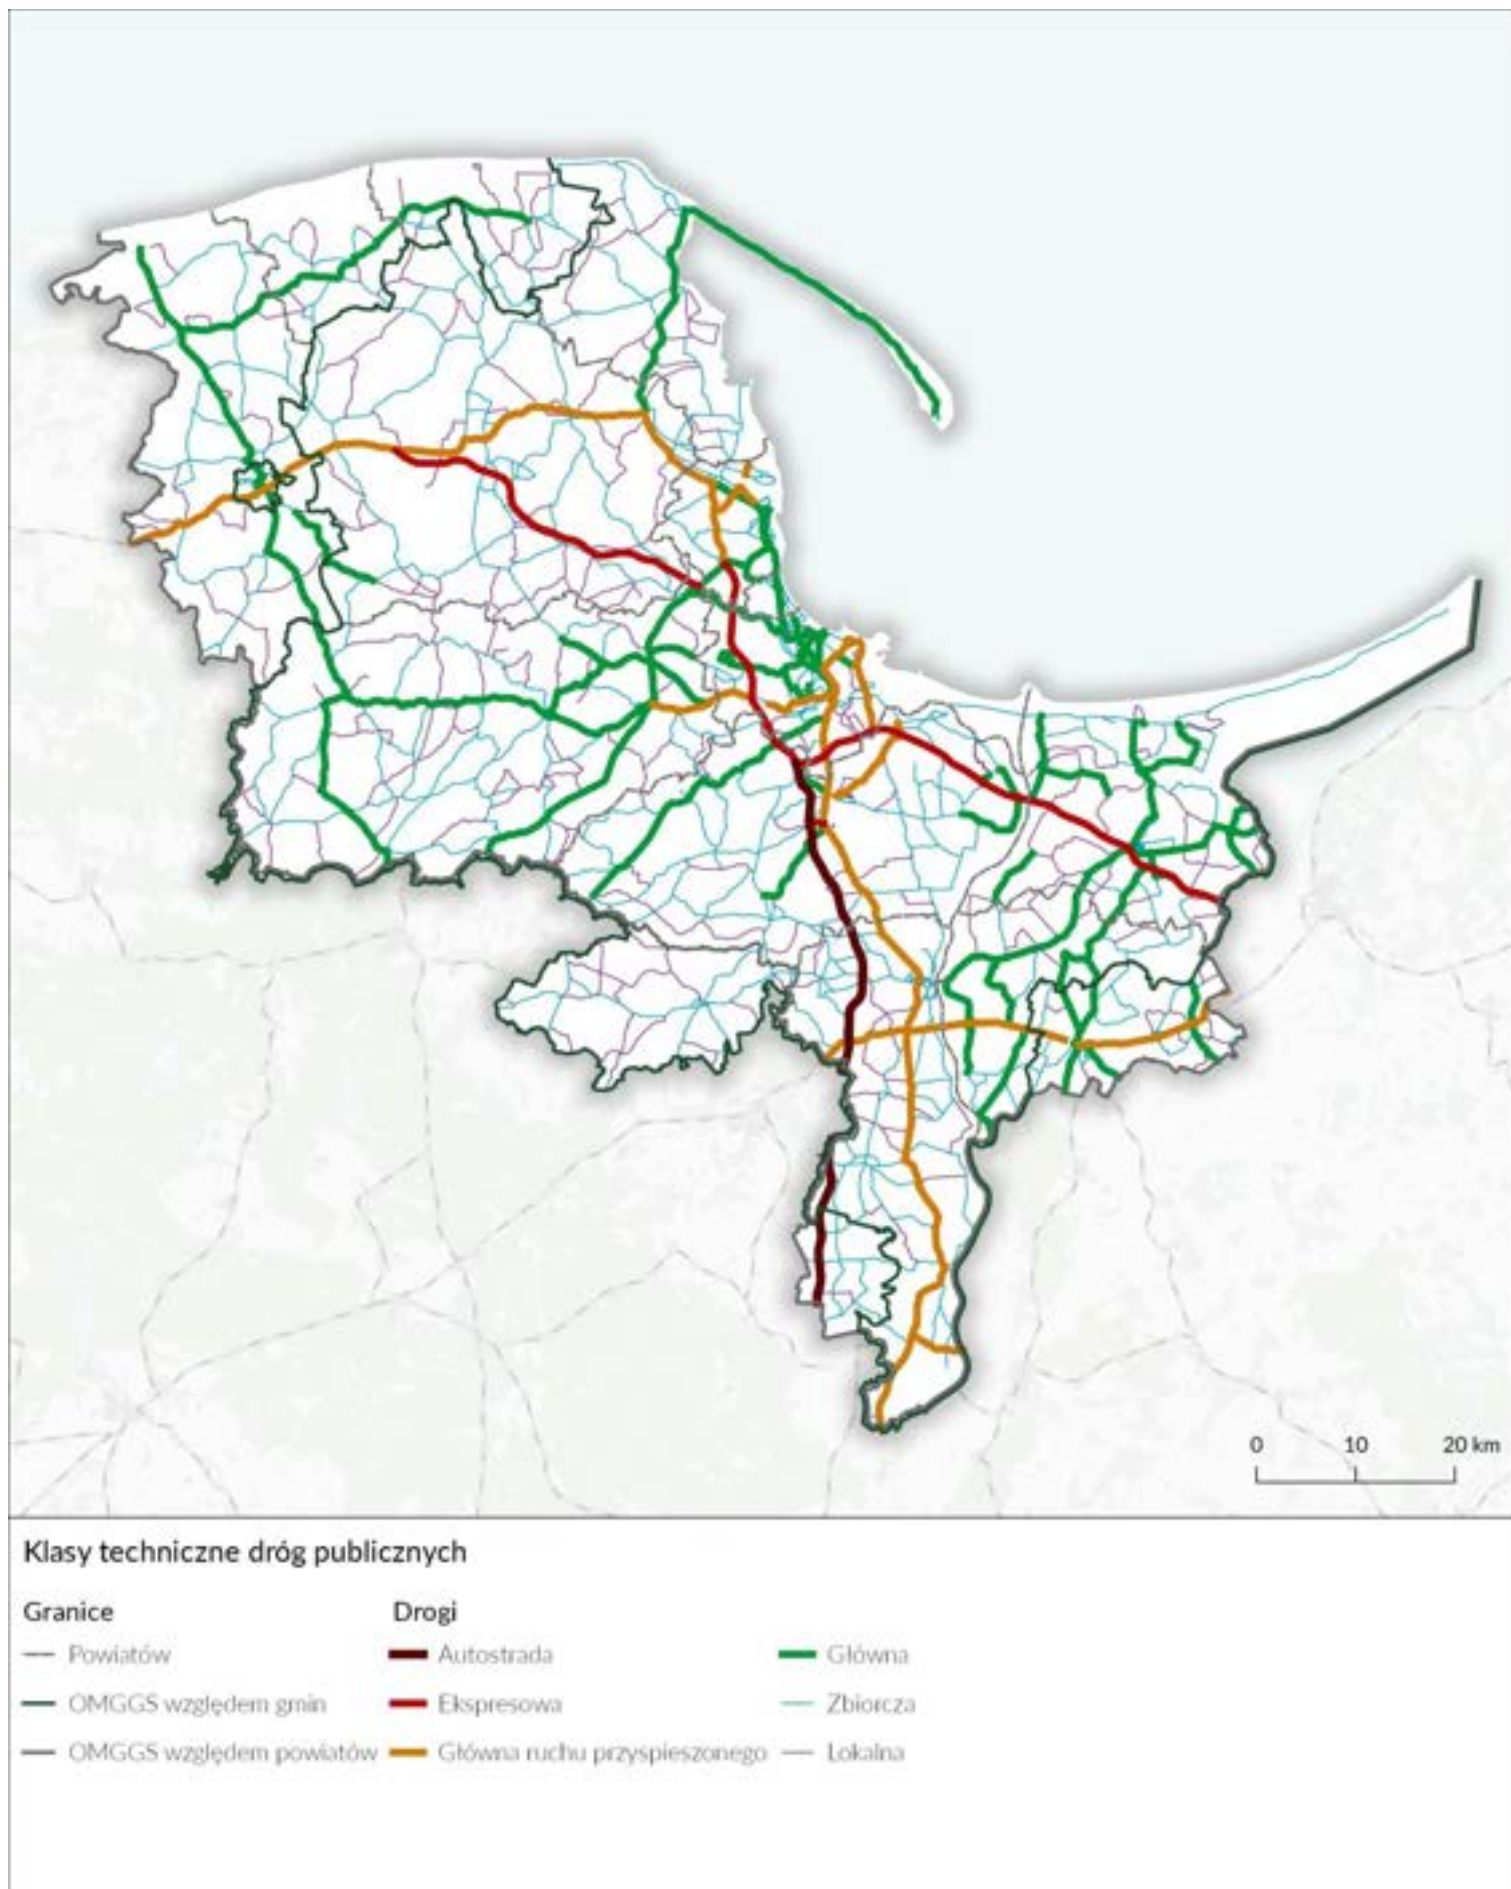 0 10 20 km
Klasy techniczne dróg publicznych
Granice
Drogi
Powiatów
Autostrada
Główna
OMGGS względem gmin
Ekspresowa
Zbiorcza
OMGGS względem powiatów
Główna ruchu przyspieszonego
Lokalna